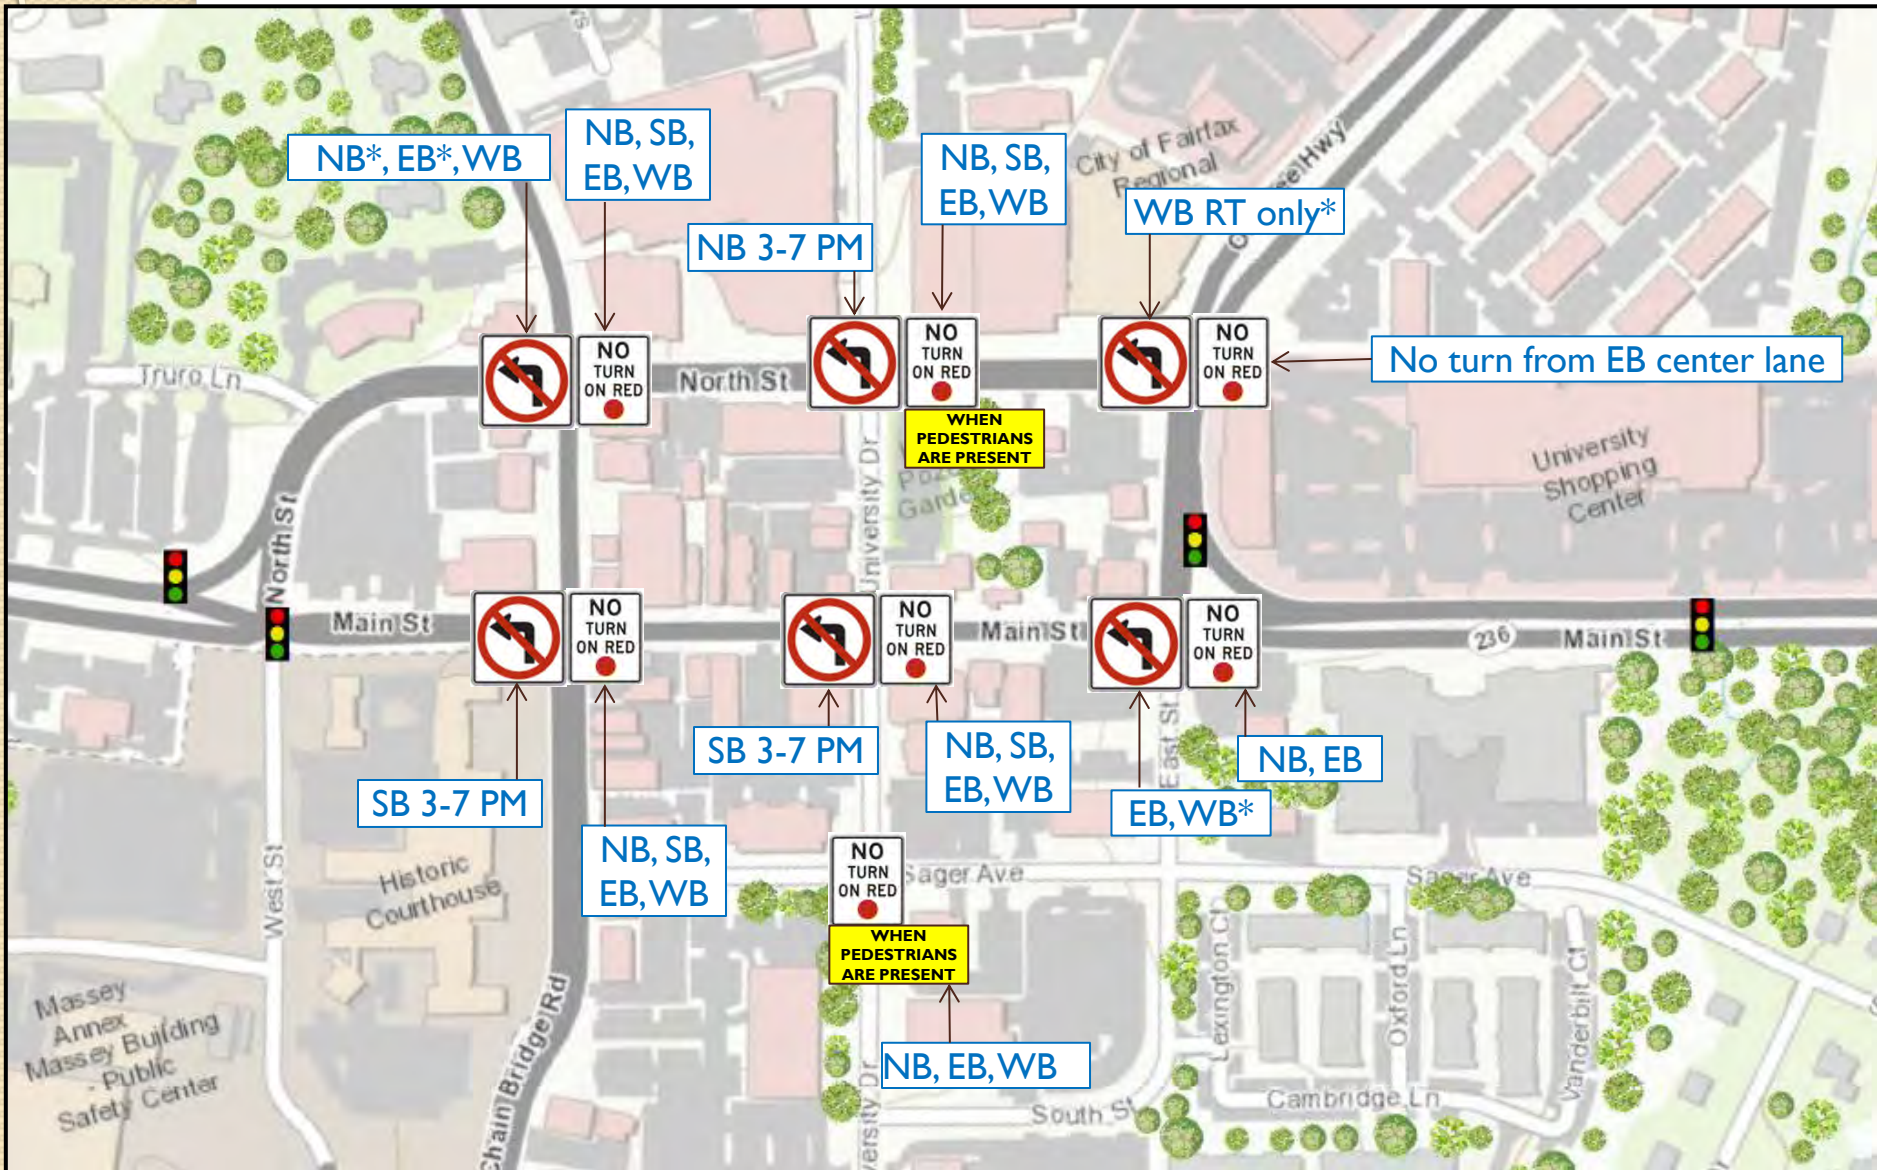 NB*, EB*, WB
NB, SB,
EB, WB
NB 3-7 PM
NB, SB,
EB, WB
City of Fairfax
Regional
WB RT only*
Hwy
No turn from EB center lane
Truro Ln
NO
TURN
ON RED
North St
NO
TURN
ON RED
WHEN
PEDESTRIANS
ARE PRESENT
NO
TURN
ON RED
University Dr
University
Shopping
Center
North St
Main St
NO
TURN
ON RED
NO
TURN
ON RED
Main St
NO
TURN
ON RED
236
Main St
SB 3-7 PM
NB, SB,
EB, WB
SB 3-7 PM
NB, SB,
EB, WB
East St
EB, WB*
NB, EB
West St
Historic
Courthouse
NO
TURN
ON RED
WHEN
PEDESTRIANS
ARE PRESENT
Sager Ave
Sager Ave
NB, EB, WB
Massey
Annex
Massey Building
- Public
Safety Center
Chain Bridge Rd
South St
Lexington Ct
Oxford Ln
Vanderbilt Ct
Cambridge Ln